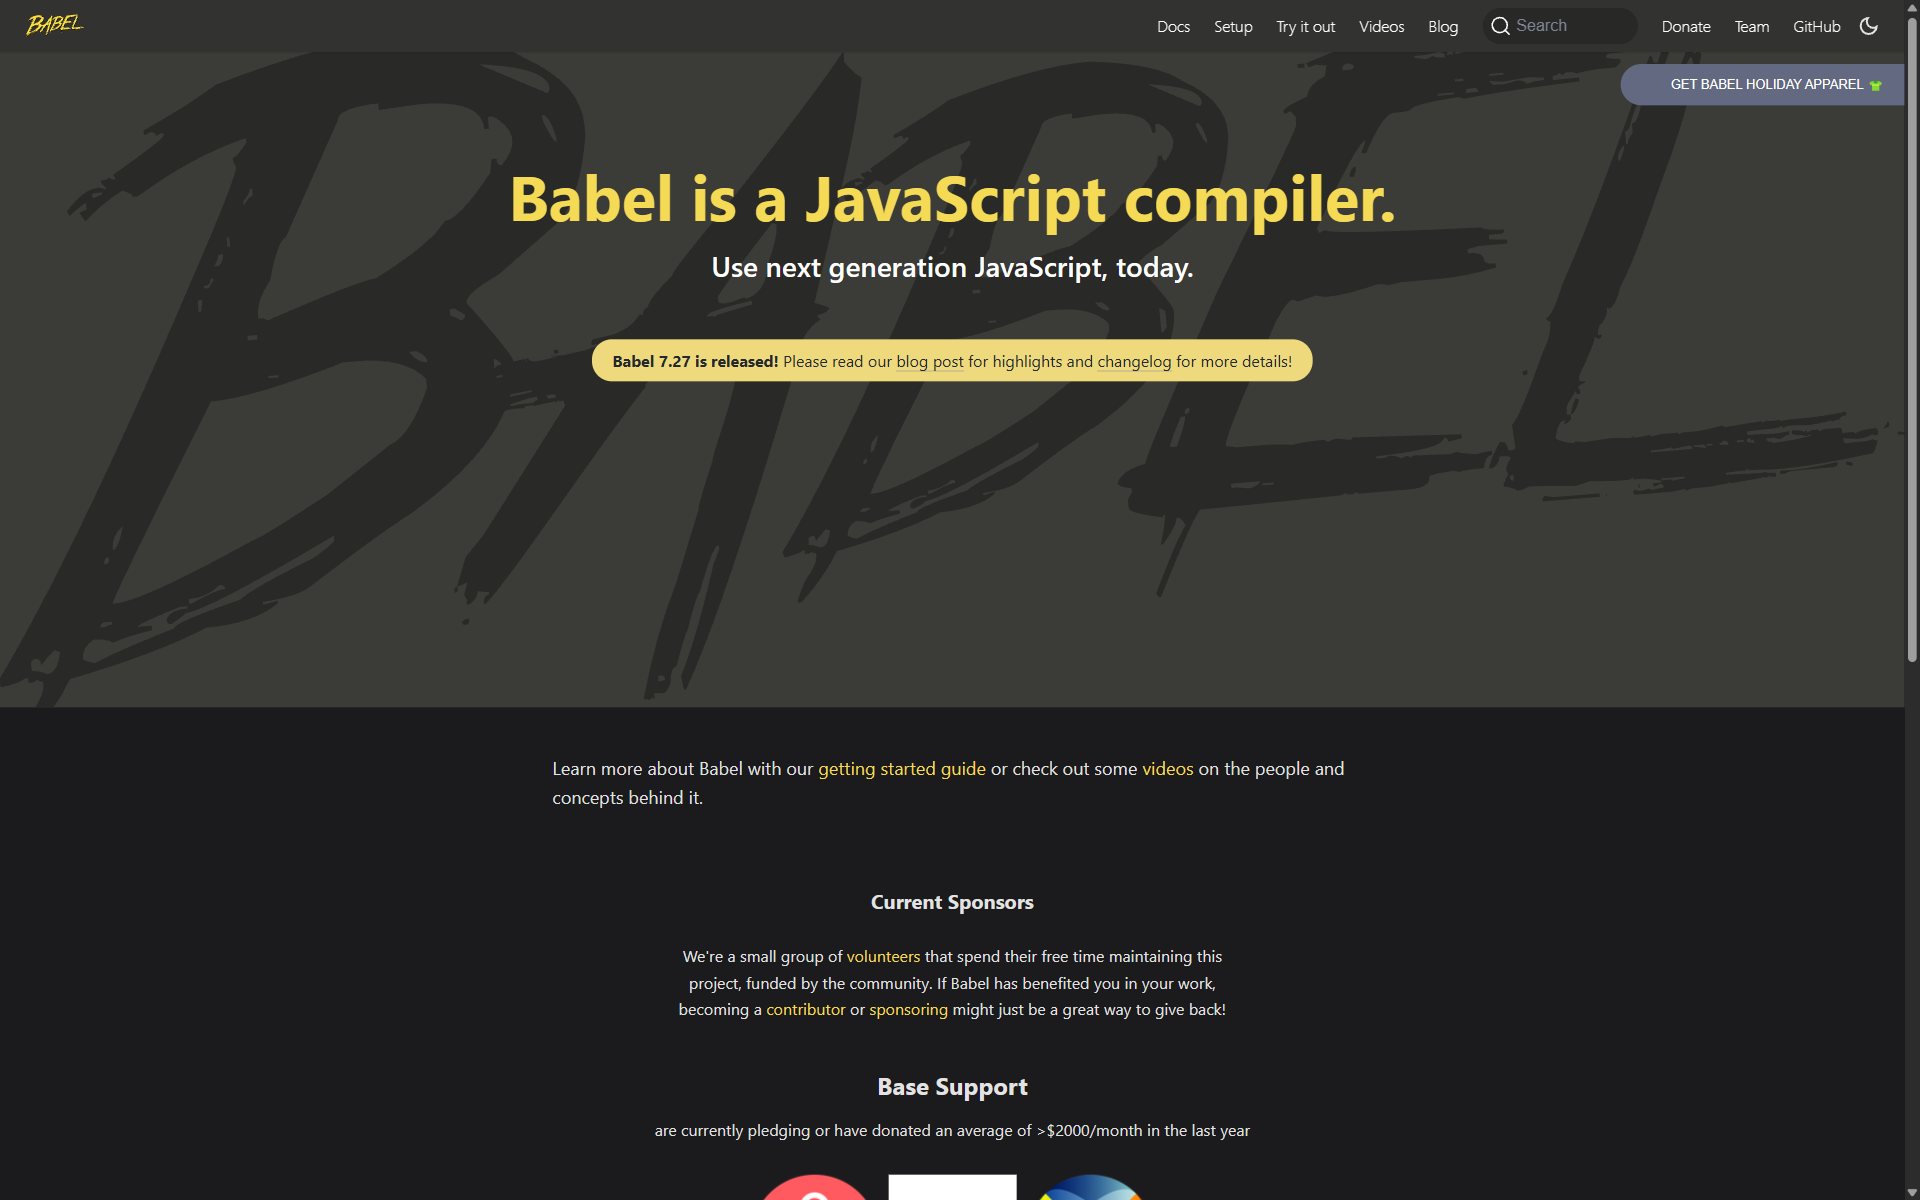 BABEL
Docs Setup Try it out Videos Blog Search Donate Team GitHub
GET BABEL HOLIDAY APPAREL
BABEL
Babel is a JavaScript compiler.
Use next generation JavaScript, today.
Babel 7.27 is released! Please read our blog post for highlights and changelog for more details!
Learn more about Babel with our getting started guide or check out some videos on the people and
concepts behind it.
Current Sponsors
We're a small group of volunteers that spend their free time maintaining this
project, funded by the community. If Babel has benefited you in your work,
becoming a contributor or sponsoring might just be a great way to give back!
Base Support
are currently pledging or have donated an average of >$2000/month in the last year